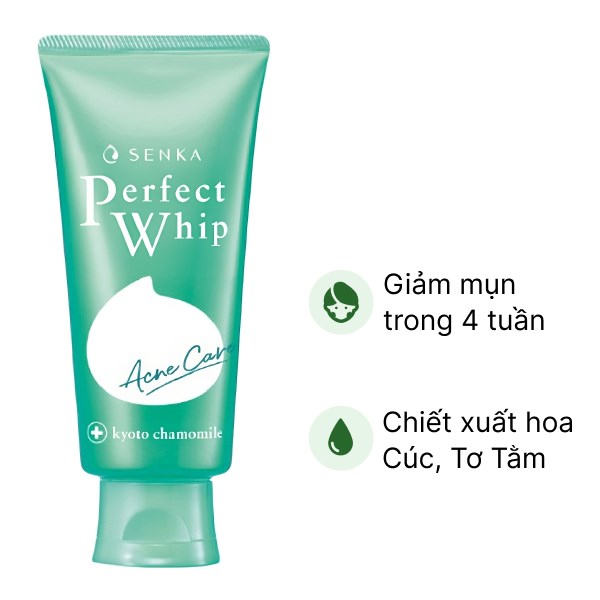 SENKA
Perfect
Whip
Acne Care
kyoto chamomile
Giảm mụn
trong 4 tuần
Chiết xuất hoa
Cúc, Tơ Tằm